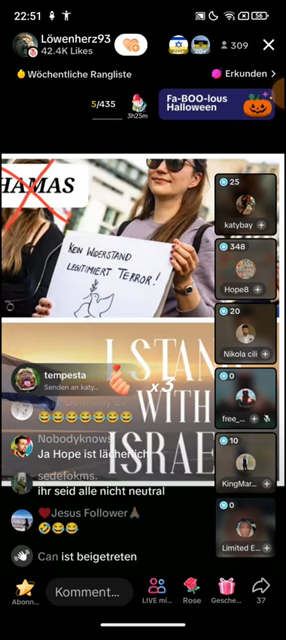 22:51
56
Löwenherz93
42.4K Likes
309
Wöchentliche Rangliste
Erkunden >
5/435
3h25m
Fa-BOO-lous
Halloween
HAMAS
KEIN WIDERSTAND
LEGITIMIERT TERROR!
25
katybay +
348
Hope8 +
20
Nikola cili +
0
free_... +
10
KingMar... +
0
Limited E... +
I STAN
WITH
ISRAE
tempesta
Senden an katy...
x3
Nobodyknows
Ja Hope ist lächerlich
sedefokms.
ihr seid alle nicht neutral
❤️Jesus Follower🙏🏽
🤣😂😂
Can ist beigetreten
Abonn...
Komment...
LIVE mi...
Rose
Gesche...
37